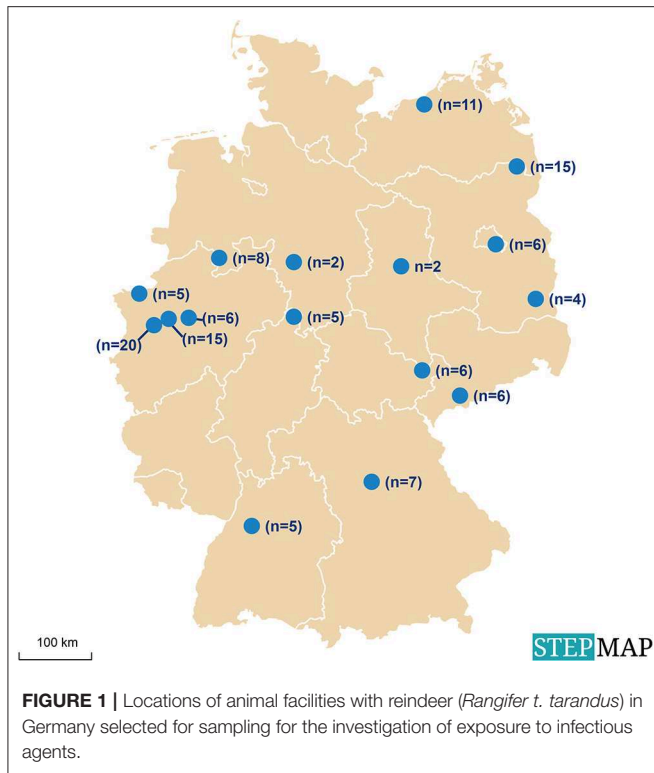 (n=11)
(n=15)
(n=6)
(n=8)
(n=2)
n=2
(n=5)
(n=4)
(n=6)
(n=5)
(n=20)
(n=15)
(n=6)
(n=6)
(n=7)
(n=5)
100 km
STEPMAP
FIGURE 1 | Locations of animal facilities with reindeer (Rangifer t. tarandus) in
Germany selected for sampling for the investigation of exposure to infectious
agents.